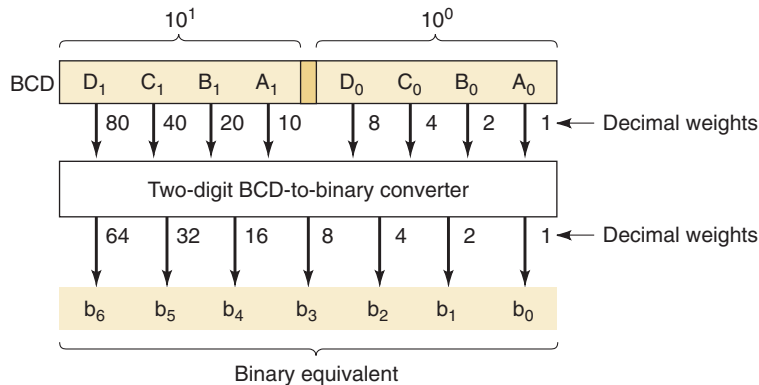 10¹ 10⁰
BCD D₁ C₁ B₁ A₁ D₀ C₀ B₀ A₀
80 40 20 10 8 4 2 1 Decimal weights
Two-digit BCD-to-binary converter
64 32 16 8 4 2 1 Decimal weights
b₆ b₅ b₄ b₃ b₂ b₁ b₀
Binary equivalent